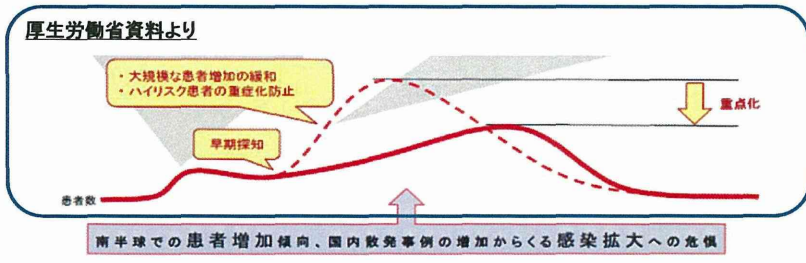 厚生労働省資料より
・大規模な患者増加の緩和
・ハイリスク患者の重症化防止
重点化
早期探知
患者数
南半球での患者増加傾向、国内散発事例の増加からくる感染拡大への危惧